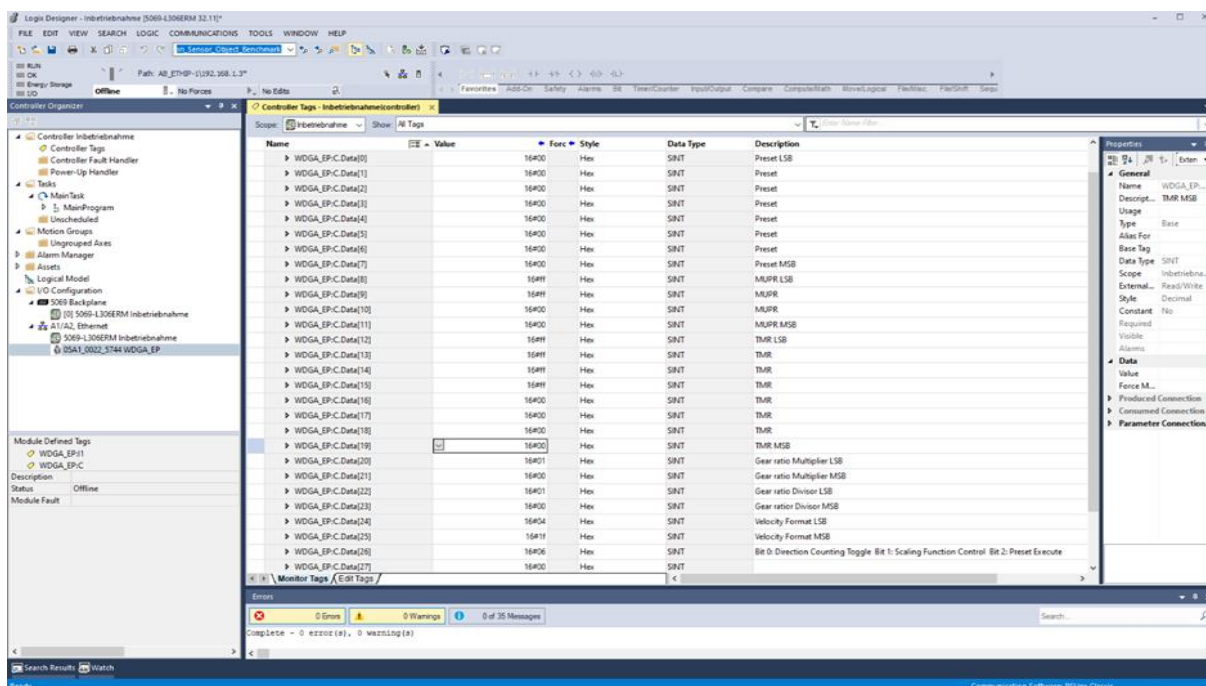 Logix Designer - Inbetriebnahme [5069-L306ERM 32.11]*
FILE EDIT VIEW SEARCH LOGIC COMMUNICATIONS TOOLS WINDOW HELP
on_Sensor_Object_Benchmark
RUN
OK
Energy Storage
I/O
Path: AB_ETHIP-1\192.168.1.3*
Offline
No Forces
No Edits
Favorites Add-On Safety Alarms Bit Timer/Counter Input/Output Compare Compute/Math Move/Logical File/Misc. File/Shift Sequ
Controller Organizer
Controller Inbetriebnahme
Controller Tags
Controller Fault Handler
Power-Up Handler
Tasks
MainTask
MainProgram
Unscheduled
Motion Groups
Ungrouped Axes
Alarm Manager
Assets
Logical Model
I/O Configuration
5069 Backplane
[0] 5069-L306ERM Inbetriebnahme
A1/A2, Ethernet
5069-L306ERM Inbetriebnahme
05A1_0022_5744 WDGA_EP
Module Defined Tags
WDGA_EP:I1
WDGA_EP:C
Description
Status Offline
Module Fault
Controller Tags - Inbetriebnahme(controller)
Scope: Inbetriebnahme Show: All Tags Enter Name Filter
Name Value Forc Style Data Type Description
WDGA_EP:C.Data[0] 16#00 Hex SINT Preset LSB
WDGA_EP:C.Data[1] 16#00 Hex SINT Preset
WDGA_EP:C.Data[2] 16#00 Hex SINT Preset
WDGA_EP:C.Data[3] 16#00 Hex SINT Preset
WDGA_EP:C.Data[4] 16#00 Hex SINT Preset
WDGA_EP:C.Data[5] 16#00 Hex SINT Preset
WDGA_EP:C.Data[6] 16#00 Hex SINT Preset
WDGA_EP:C.Data[7] 16#00 Hex SINT Preset MSB
WDGA_EP:C.Data[8] 16#ff Hex SINT MUPR LSB
WDGA_EP:C.Data[9] 16#ff Hex SINT MUPR
WDGA_EP:C.Data[10] 16#00 Hex SINT MUPR
WDGA_EP:C.Data[11] 16#00 Hex SINT MUPR MSB
WDGA_EP:C.Data[12] 16#ff Hex SINT TMR LSB
WDGA_EP:C.Data[13] 16#ff Hex SINT TMR
WDGA_EP:C.Data[14] 16#ff Hex SINT TMR
WDGA_EP:C.Data[15] 16#ff Hex SINT TMR
WDGA_EP:C.Data[16] 16#00 Hex SINT TMR
WDGA_EP:C.Data[17] 16#00 Hex SINT TMR
WDGA_EP:C.Data[18] 16#00 Hex SINT TMR
WDGA_EP:C.Data[19] 16#00 Hex SINT TMR MSB
WDGA_EP:C.Data[20] 16#01 Hex SINT Gear ratio Multiplier LSB
WDGA_EP:C.Data[21] 16#00 Hex SINT Gear ratio Multiplier MSB
WDGA_EP:C.Data[22] 16#01 Hex SINT Gear ratio Divisor LSB
WDGA_EP:C.Data[23] 16#00 Hex SINT Gear ratior Divisor MSB
WDGA_EP:C.Data[24] 16#04 Hex SINT Velocity Format LSB
WDGA_EP:C.Data[25] 16#1f Hex SINT Velocity Format MSB
WDGA_EP:C.Data[26] 16#06 Hex SINT Bit 0: Direction Counting Toggle Bit 1: Scaling Function Control Bit 2: Preset Execute
WDGA_EP:C.Data[27] 16#00 Hex SINT
Monitor Tags Edit Tags
Properties
Exten
General
Name WDGA_EP:...
Descript... TMR MSB
Usage
Type Base
Alias For
Base Tag
Data Type SINT
Scope Inbetriebna...
External... Read/Write
Style Decimal
Constant No
Required
Visible
Alarms
Data
Value
Force M...
Produced Connection
Consumed Connection
Parameter Connection
Errors
0 Errors 0 Warnings 0 of 35 Messages Search...
Complete - 0 error(s), 0 warning(s)
Search Results Watch
Ready Communication Software: RSLinx Classic